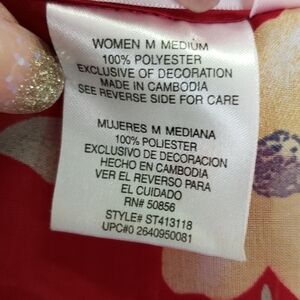 WOMEN M MEDIUM
100% POLYESTER
EXCLUSIVE OF DECORATION
MADE IN CAMBODIA
SEE REVERSE SIDE FOR CARE
MUJERES M MEDIANA
100% POLIESTER
EXCLUSIVO DE DECORACION
HECHO EN CAMBODIA
VER EL REVERSO PARA
EL CUIDADO
RN# 50856
STYLE# ST413118
UPC#0 2640950081